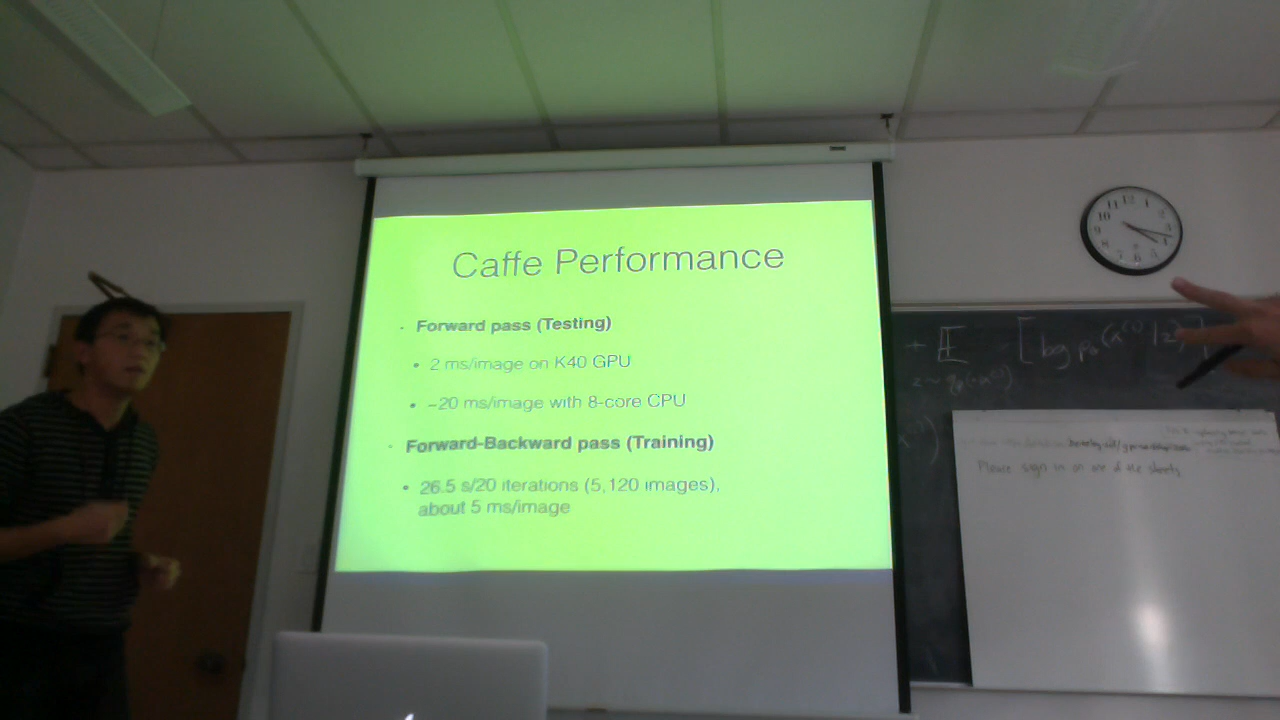 Caffe Performance
Forward pass (Testing)
2 ms/image on K40 GPU
~20 ms/image with 8-core CPU
Forward-Backward pass (Training)
26.5 s/20 iterations (5,120 images),
about 5 ms/image
Please sign in on one of the sheets